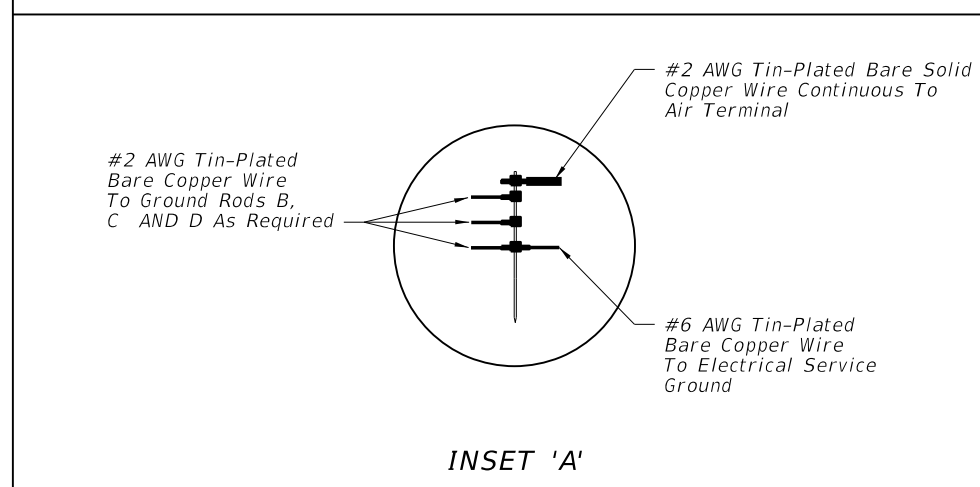 #2 AWG Tin-Plated Bare Solid
Copper Wire Continuous To
Air Terminal
#2 AWG Tin-Plated
Bare Copper Wire
To Ground Rods B,
C AND D As Required
#6 AWG Tin-Plated
Bare Copper Wire
To Electrical Service
Ground
INSET 'A'